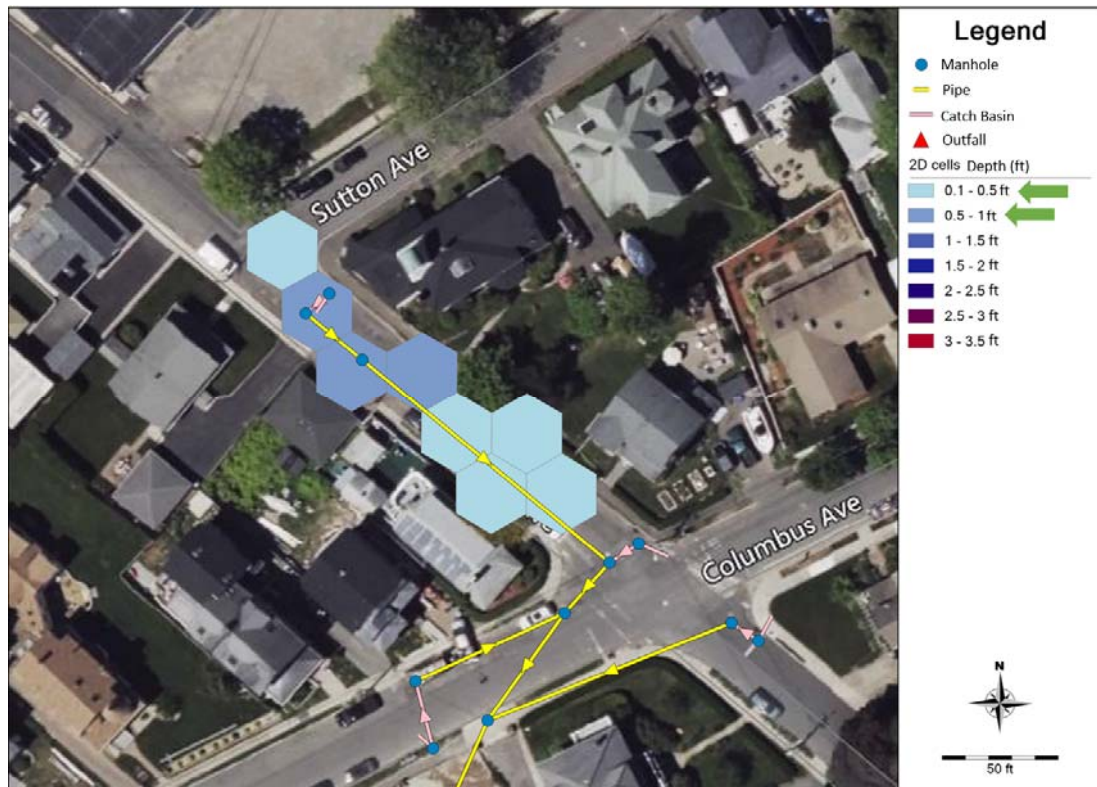 Sutton Ave
ve
Columbus Ave
Legend
Manhole
Pipe
Catch Basin
Outfall
2D cells Depth (ft)
0.1 - 0.5 ft
0.5 - 1ft
1 - 1.5 ft
1.5 - 2 ft
2 - 2.5 ft
2.5 - 3 ft
3 - 3.5 ft
N
50 ft